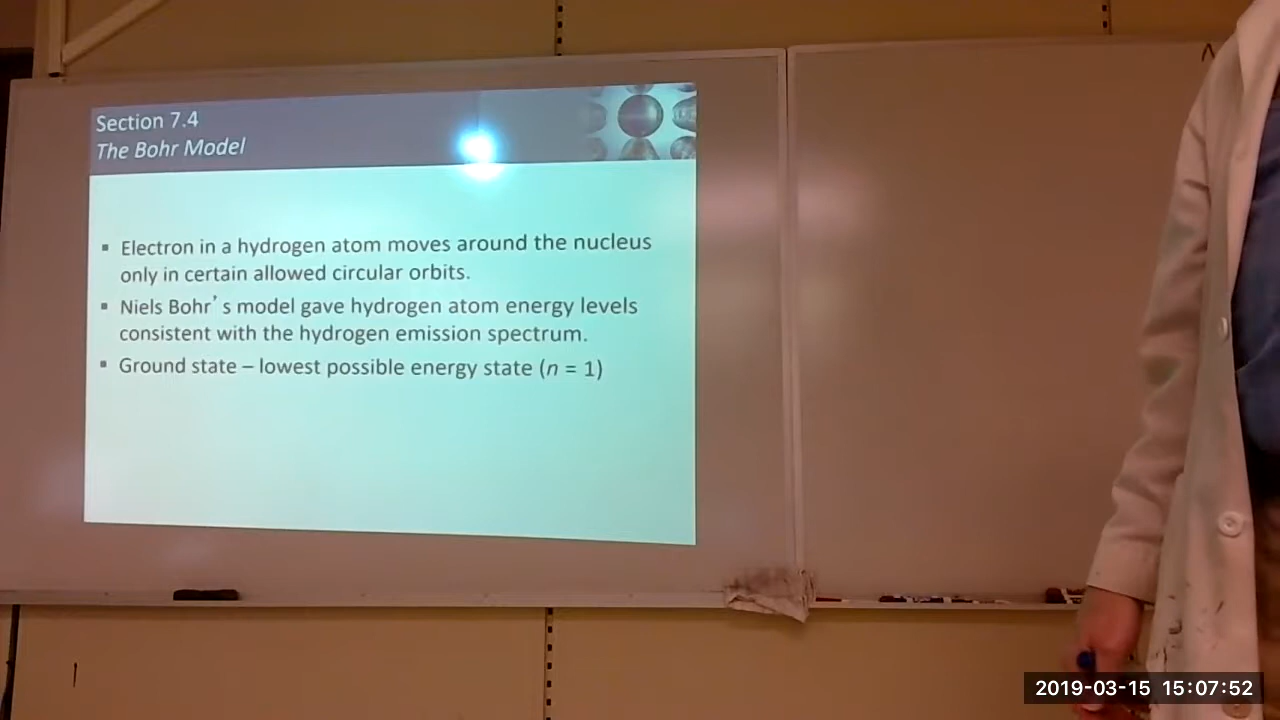 Section 7.4
The Bohr Model
▪ Electron in a hydrogen atom moves around the nucleus
only in certain allowed circular orbits.
▪ Niels Bohr's model gave hydrogen atom energy levels
consistent with the hydrogen emission spectrum.
▪ Ground state – lowest possible energy state (n = 1)
2019-03-15 15:07:52